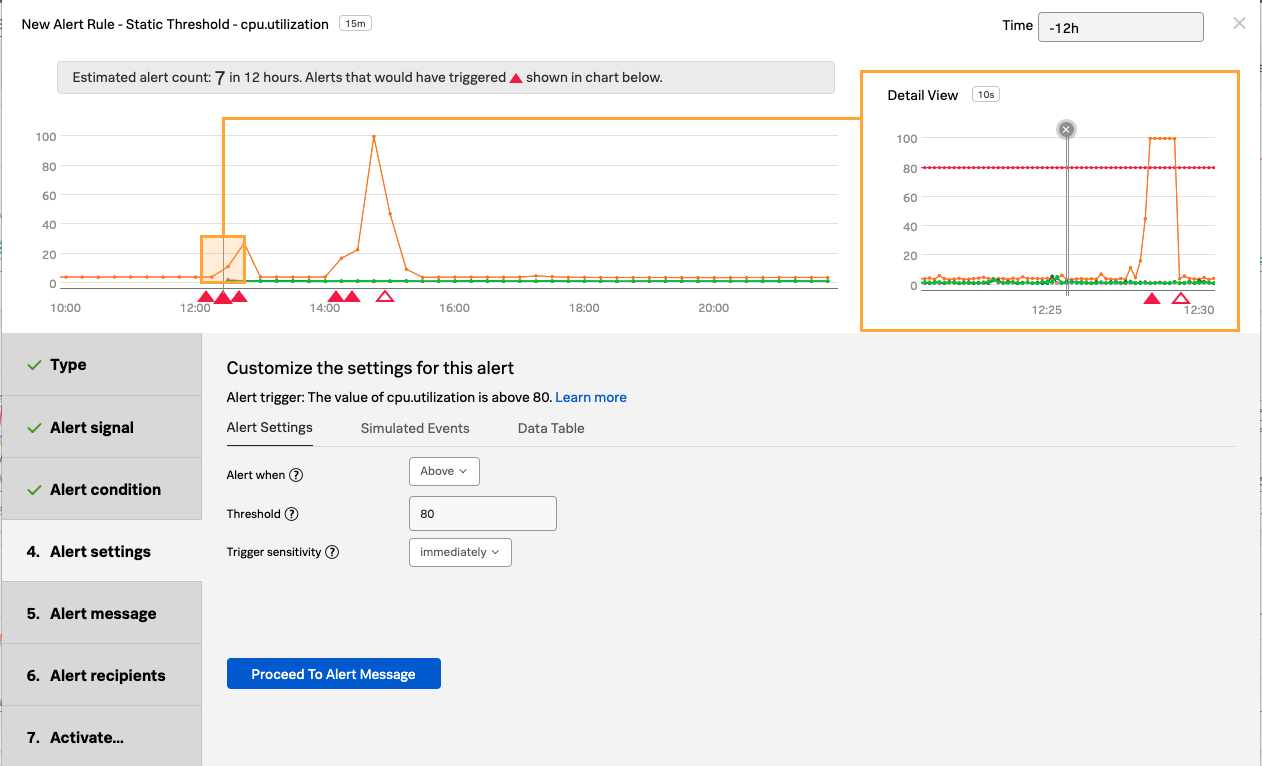 New Alert Rule - Static Threshold - cpu.utilization 15m
Time -12h
Estimated alert count: 7 in 12 hours. Alerts that would have triggered shown in chart below.
Detail View 10s
100
80
60
40
20
0
10:00 12:00 14:00 16:00 18:00 20:00
100
80
60
40
20
0
12:25 12:30
Type
Alert signal
Alert condition
4. Alert settings
5. Alert message
6. Alert recipients
7. Activate...
Customize the settings for this alert
Alert trigger: The value of cpu.utilization is above 80. Learn more
Alert Settings Simulated Events Data Table
Alert when ? Above
Threshold ? 80
Trigger sensitivity ? immediately
Proceed To Alert Message